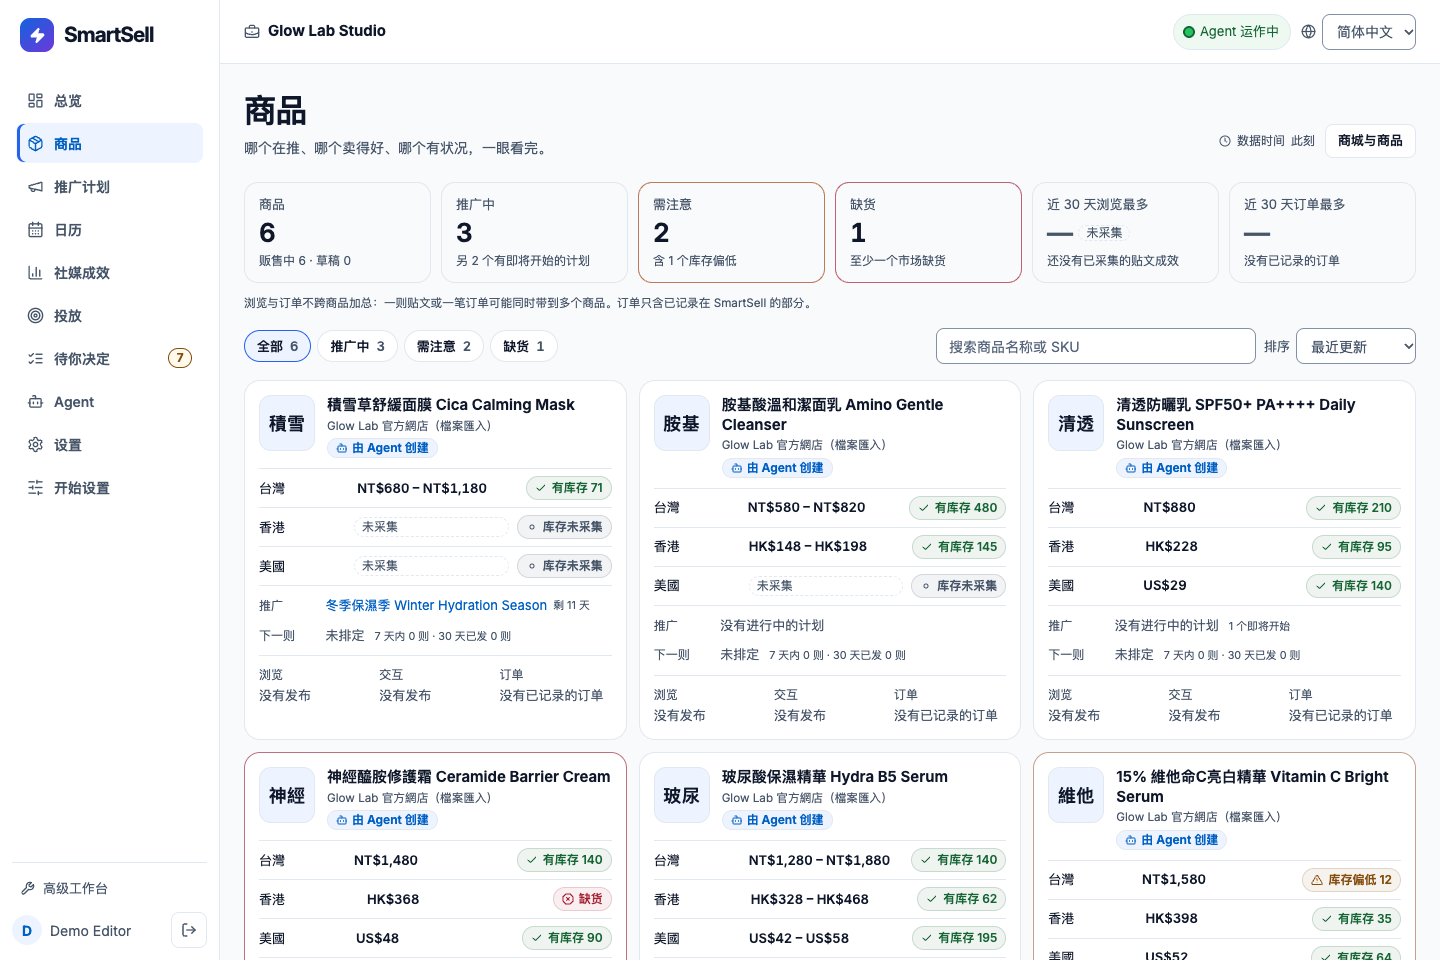 SmartSell
总览
商品
推广计划
日历
社媒成效
投放
待你决定 7
Agent
设置
开始设置
高级工作台
D Demo Editor
Glow Lab Studio
Agent 运作中
简体中文
商品
哪个在推、哪个卖得好、哪个有状况，一眼看完。
数据时间 此刻
商城与商品
商品
6
贩售中 6 · 草稿 0
推广中
3
另 2 个有即将开始的计划
需注意
2
含 1 个库存偏低
缺货
1
至少一个市场缺货
近 30 天浏览最多
— 未采集
还没有已采集的贴文成效
近 30 天订单最多
—
没有已记录的订单
浏览与订单不跨商品加总：一则贴文或一笔订单可能同时带到多个商品。订单只含已记录在 SmartSell 的部分。
全部 6
推广中 3
需注意 2
缺货 1
搜索商品名称或 SKU
排序
最近更新
積雪
積雪草舒緩面膜 Cica Calming Mask
Glow Lab 官方網店（檔案匯入）
由 Agent 创建
台灣 NT$680 – NT$1,180 有库存 71
香港 未采集 库存未采集
美國 未采集 库存未采集
推广 冬季保濕季 Winter Hydration Season 剩 11 天
下一则 未排定 7 天内 0 则 · 30 天已发 0 则
浏览 交互 订单
没有发布 没有发布 没有已记录的订单
胺基
胺基酸溫和潔面乳 Amino Gentle
Cleanser
Glow Lab 官方網店（檔案匯入）
由 Agent 创建
台灣 NT$580 – NT$820 有库存 480
香港 HK$148 – HK$198 有库存 145
美國 未采集 库存未采集
推广 没有进行中的计划
下一则 未排定 7 天内 0 则 · 30 天已发 0 则
浏览 交互 订单
没有发布 没有发布 没有已记录的订单
清透
清透防曬乳 SPF50+ PA++++ Daily
Sunscreen
Glow Lab 官方網店（檔案匯入）
由 Agent 创建
台灣 NT$880 有库存 210
香港 HK$228 有库存 95
美國 US$29 有库存 140
推广 没有进行中的计划 1 个即将开始
下一则 未排定 7 天内 0 则 · 30 天已发 0 则
浏览 交互 订单
没有发布 没有发布 没有已记录的订单
神經
神經醯胺修護霜 Ceramide Barrier Cream
Glow Lab 官方網店（檔案匯入）
由 Agent 创建
台灣 NT$1,480 有库存 140
香港 HK$368 缺货
美國 US$48 有库存 90
玻尿
玻尿酸保濕精華 Hydra B5 Serum
Glow Lab 官方網店（檔案匯入）
由 Agent 创建
台灣 NT$1,280 – NT$1,880 有库存 140
香港 HK$328 – HK$468 有库存 62
美國 US$42 – US$58 有库存 195
維他
15% 維他命C亮白精華 Vitamin C Bright
Serum
Glow Lab 官方網店（檔案匯入）
由 Agent 创建
台灣 NT$1,580 库存偏低 12
香港 HK$398 有库存 35
美國 US$52 有库存 64